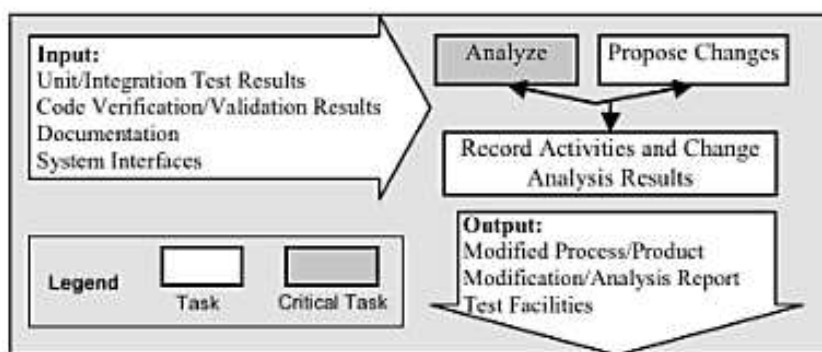 Input:
Unit/Integration Test Results
Code Verification/Validation Results
Documentation
System Interfaces
Analyze
Propose Changes
Record Activities and Change
Analysis Results
Output:
Modified Process/Product
Modification/Analysis Report
Test Facilities
Legend
Task
Critical Task